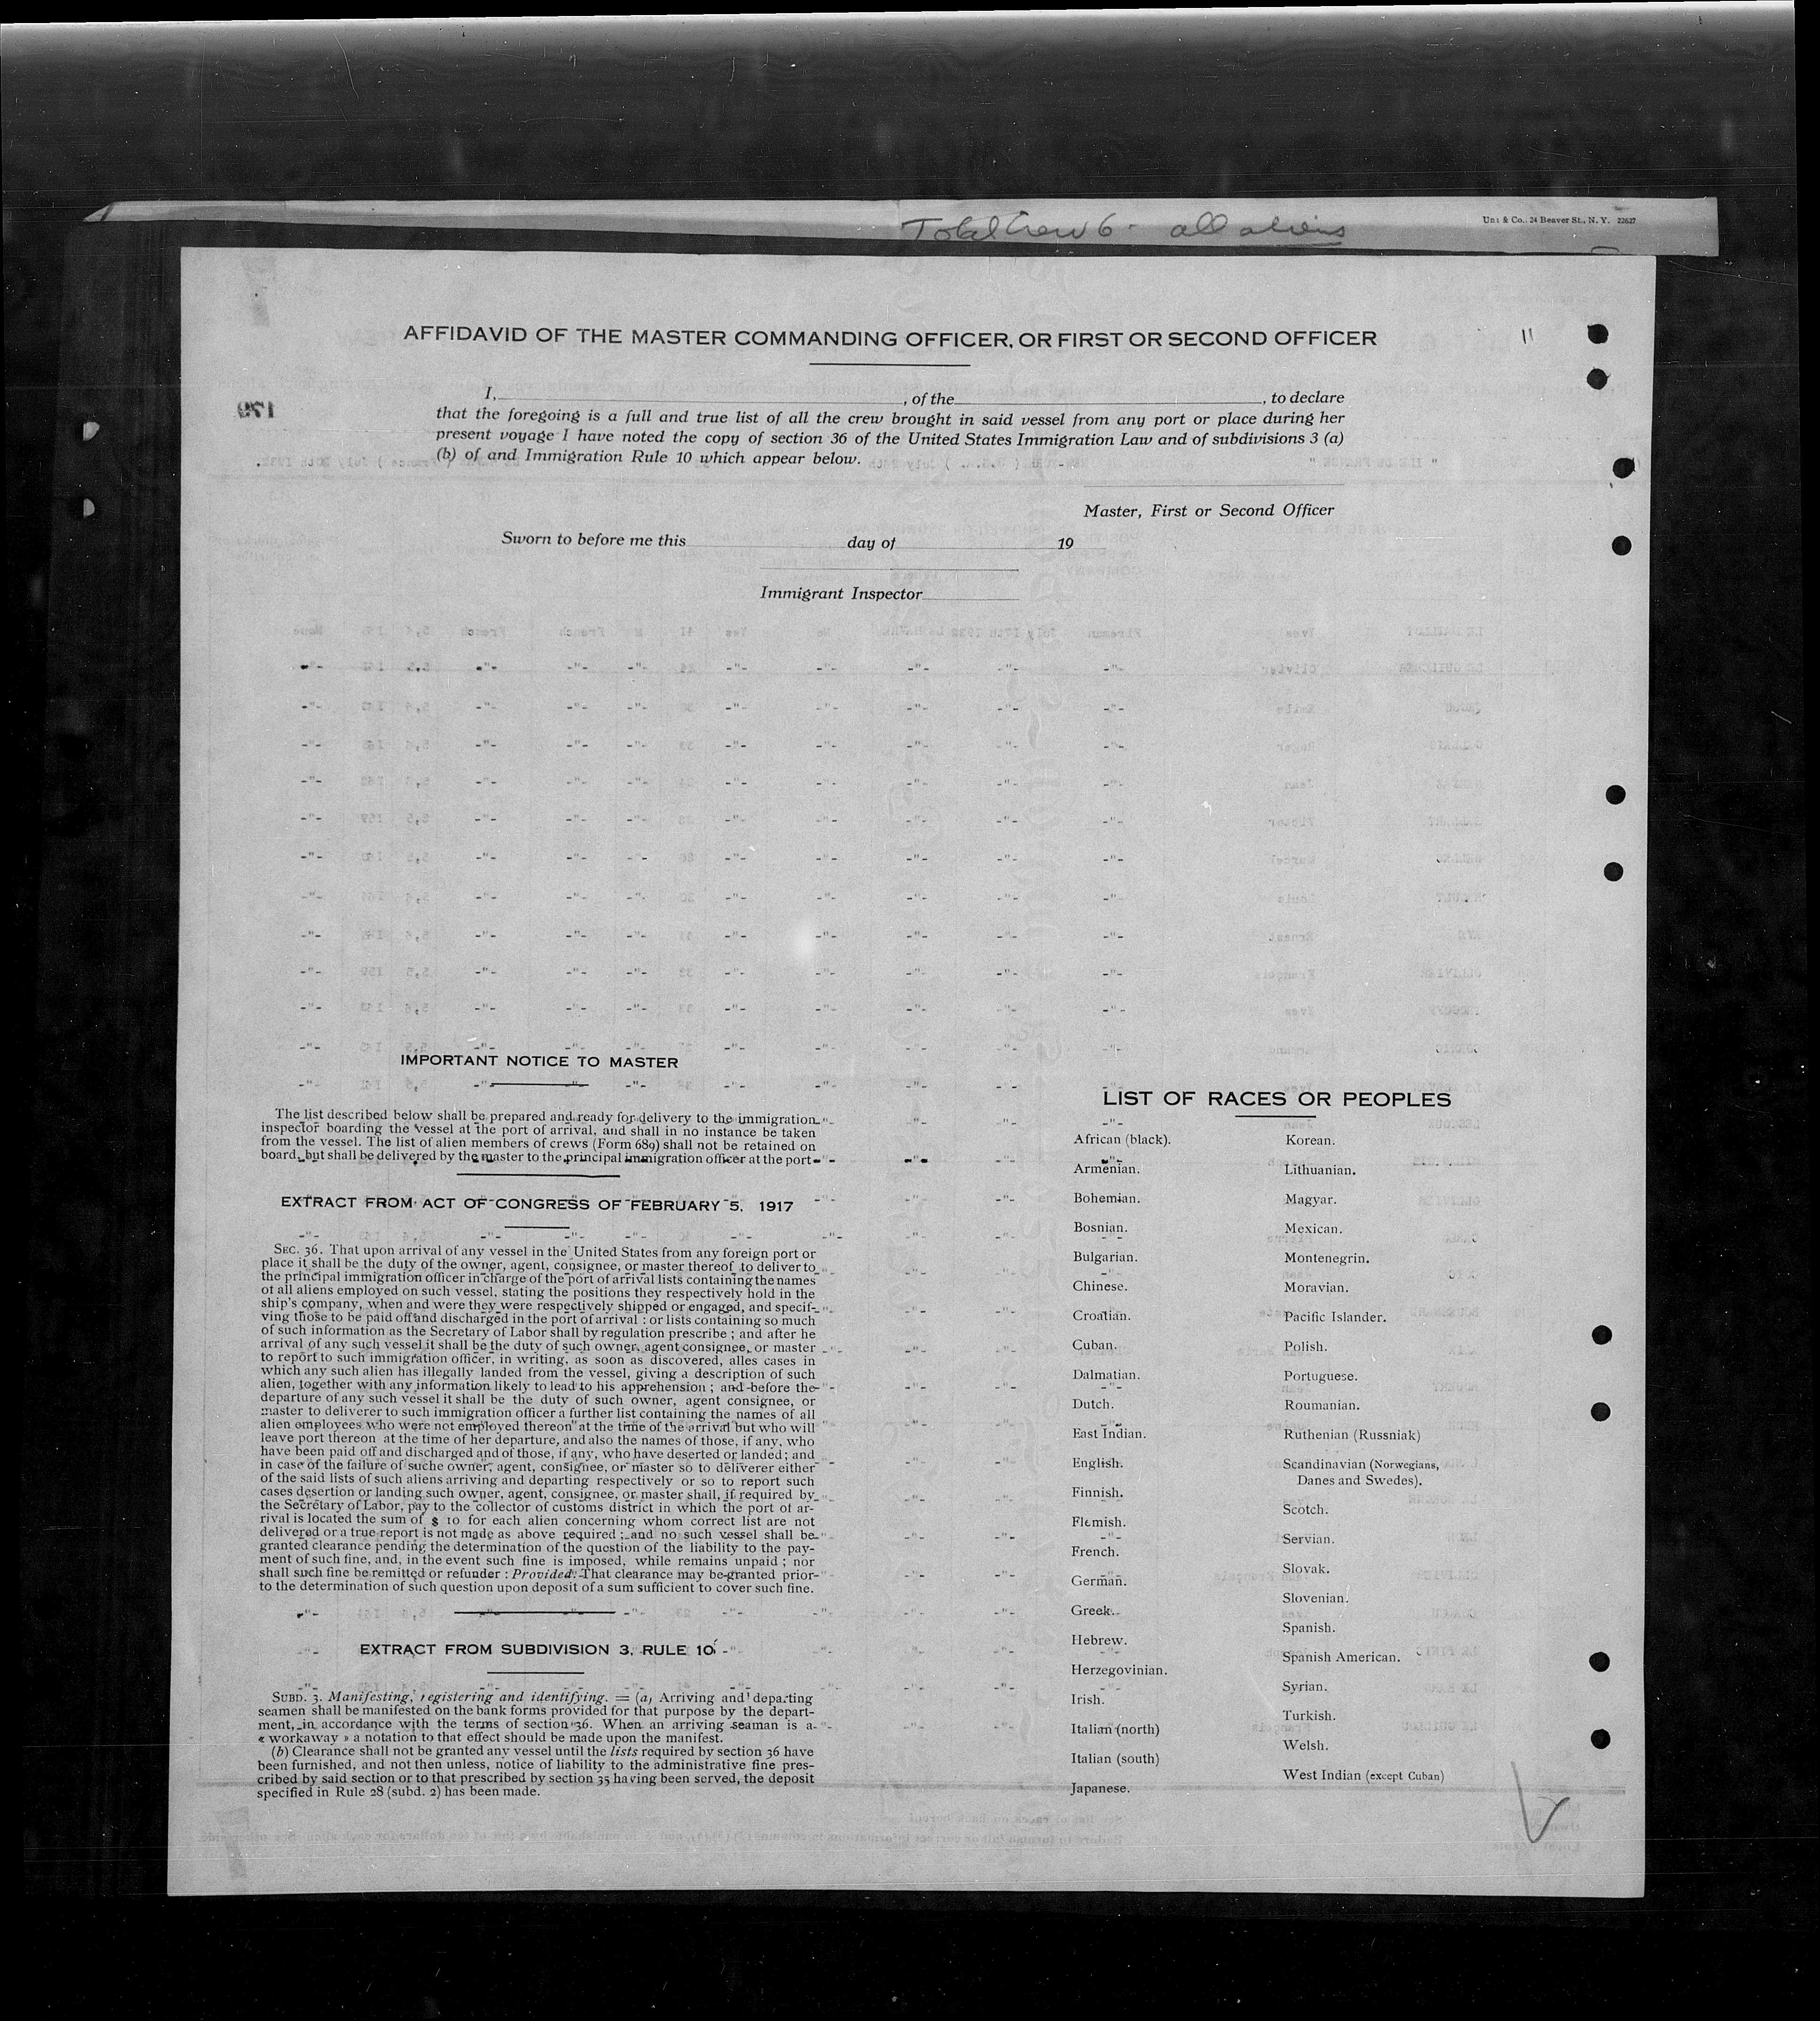 Total Crew 6 - all aliens
& Co., 24 Beaver St., N. Y. 22627
AFFIDAVID OF THE MASTER COMMANDING OFFICER, OR FIRST OR SECOND OFFICER
11
I, , of the , to declare
that the foregoing is a full and true list of all the crew brought in said vessel from any port or place during her
present voyage I have noted the copy of section 36 of the United States Immigration Law and of subdivisions 3 (a)
(b) of and Immigration Rule 10 which appear below.
Master, First or Second Officer
Sworn to before me this day of 19
Immigrant Inspector
IMPORTANT NOTICE TO MASTER
The list described below shall be prepared and ready for delivery to the immigration
inspector boarding the vessel at the port of arrival, and shall in no instance be taken
from the vessel. The list of alien members of crews (Form 689) shall not be retained on
board, but shall be delivered by the master to the principal immigration officer at the port
EXTRACT FROM ACT OF CONGRESS OF FEBRUARY 5, 1917
SEC. 36. That upon arrival of any vessel in the United States from any foreign port or
place it shall be the duty of the owner, agent, consignee, or master thereof to deliver to
the principal immigration officer in charge of the port of arrival lists containing the names
of all aliens employed on such vessel, stating the positions they respectively hold in the
ship's company, when and were they were respectively shipped or engaged, and specif-
ving those to be paid off and discharged in the port of arrival : or lists containing so much
of such information as the Secretary of Labor shall by regulation prescribe ; and after he
arrival of any such vessel it shall be the duty of such owner, agent consignee, or master
to report to such immigration officer, in writing, as soon as discovered, alles cases in
which any such alien has illegally landed from the vessel, giving a description of such
alien, together with any information likely to lead to his apprehension ; and before the
departure of any such vessel it shall be the duty of such owner, agent consignee, or
master to deliverer to such immigration officer a further list containing the names of all
alien employees who were not employed thereon at the time of the arrival but who will
leave port thereon at the time of her departure, and also the names of those, if any, who
have been paid off and discharged and of those, if any, who have deserted or landed ; and
in case of the failure of suche owner, agent, consignee, or master so to deliverer either
of the said lists of such aliens arriving and departing respectively or so to report such
cases desertion or landing such owner, agent, consignee, or master shall, if required by
the Secretary of Labor, pay to the collector of customs district in which the port of ar-
rival is located the sum of $ 10 for each alien concerning whom correct list are not
delivered or a true report is not made as above required ; and no such vessel shall be
granted clearance pending the determination of the question of the liability to the pay-
ment of such fine, and, in the event such fine is imposed, while remains unpaid ; nor
shall such fine be remitted or refunder : Provided. That clearance may be granted prior
to the determination of such question upon deposit of a sum sufficient to cover such fine.
EXTRACT FROM SUBDIVISION 3, RULE 10
SUBD. 3. Manifesting, registering and identifying. = (a) Arriving and departing
seamen shall be manifested on the bank forms provided for that purpose by the depart-
ment, in accordance with the terms of section 36. When an arriving seaman is a
« workaway » a notation to that effect should be made upon the manifest.
(b) Clearance shall not be granted any vessel until the lists required by section 36 have
been furnished, and not then unless, notice of liability to the administrative fine pres-
cribed by said section or to that prescribed by section 35 having been served, the deposit
specified in Rule 28 (subd. 2) has been made.
LIST OF RACES OR PEOPLES
African (black).
Armenian.
Bohemian.
Bosnian.
Bulgarian.
Chinese.
Croatian.
Cuban.
Dalmatian.
Dutch.
East Indian.
English.
Finnish.
Flemish.
French.
German.
Greek.
Hebrew.
Herzegovinian.
Irish.
Italian (north)
Italian (south)
Japanese.
Korean.
Lithuanian.
Magyar.
Mexican.
Montenegrin.
Moravian.
Pacific Islander.
Polish.
Portuguese.
Roumanian.
Ruthenian (Russniak)
Scandinavian (Norwegians,
Danes and Swedes).
Scotch.
Servian.
Slovak.
Slovenian.
Spanish.
Spanish American.
Syrian.
Turkish.
Welsh.
West Indian (except Cuban)